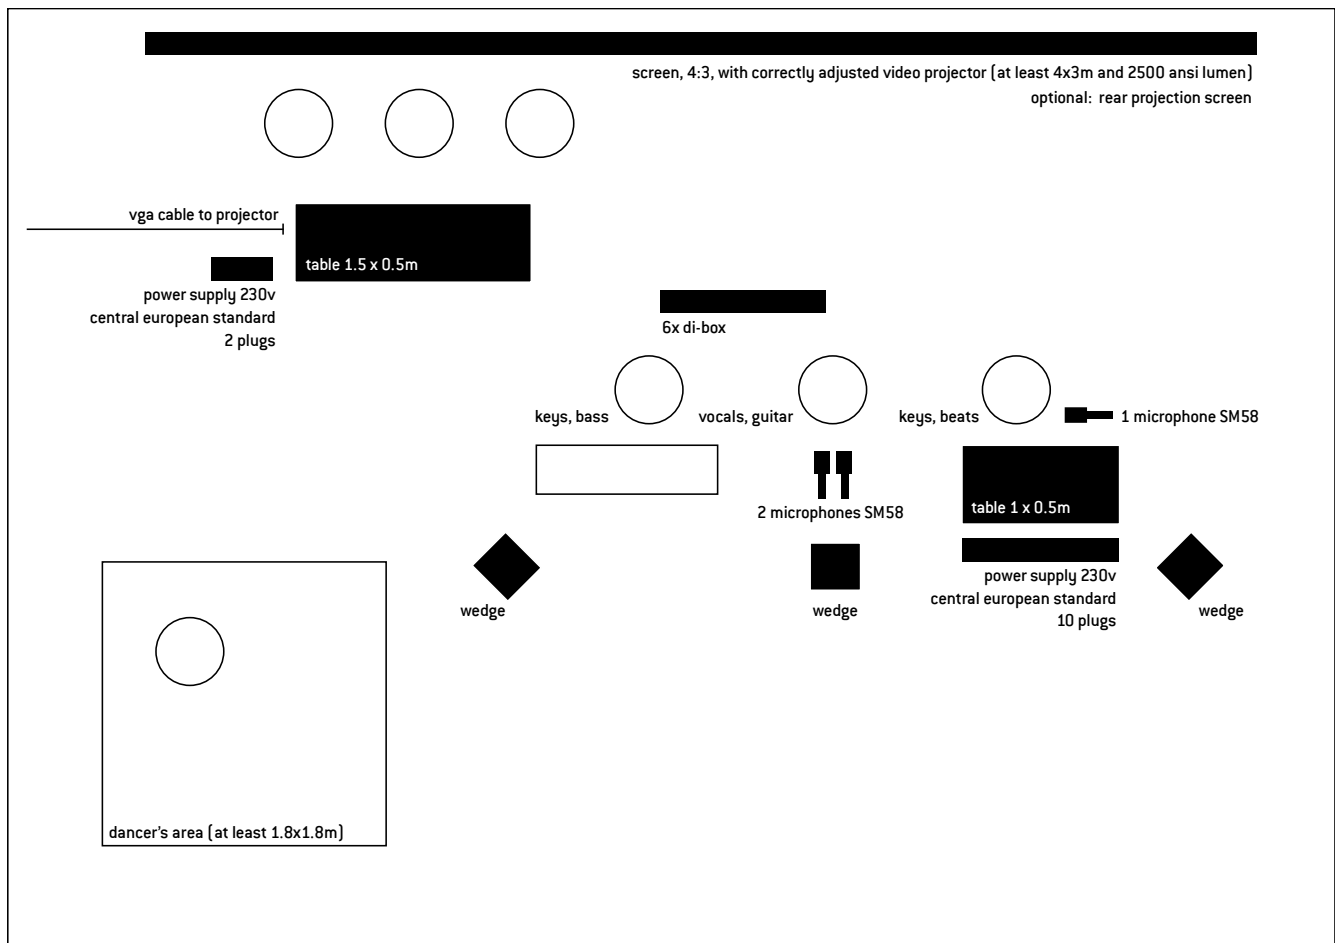 screen, 4:3, with correctly adjusted video projector (at least 4x3m and 2500 ansi lumen)
optional: rear projection screen
vga cable to projector
table 1.5 x 0.5m
power supply 230v
central european standard
2 plugs
6x di-box
keys, bass
vocals, guitar
keys, beats
1 microphone SM58
2 microphones SM58
table 1 x 0.5m
power supply 230v
central european standard
10 plugs
wedge
wedge
wedge
dancer's area (at least 1.8x1.8m)